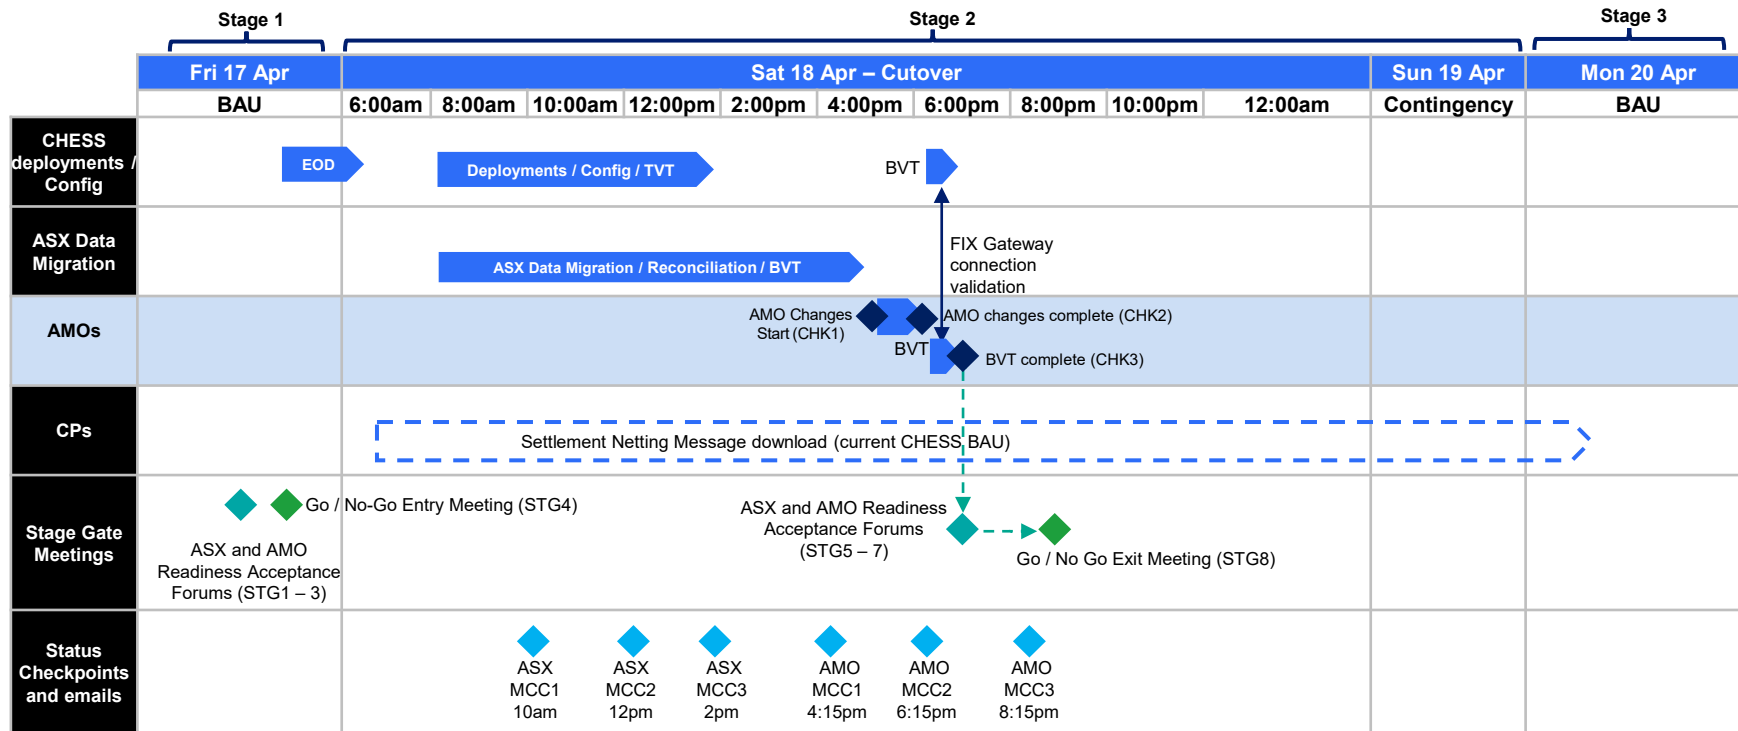 Stage 1
Stage 2
Stage 3
Fri 17 Apr
Sat 18 Apr – Cutover
Sun 19 Apr
Mon 20 Apr
BAU
6:00am
8:00am
10:00am
12:00pm
2:00pm
4:00pm
6:00pm
8:00pm
10:00pm
12:00am
Contingency
BAU
CHESS
deployments /
Config
EOD
Deployments / Config / TVT
BVT
ASX Data
Migration
ASX Data Migration / Reconciliation / BVT
FIX Gateway
connection
validation
AMOs
AMO Changes
Start (CHK1)
AMO changes complete (CHK2)
BVT
BVT complete (CHK3)
CPs
Settlement Netting Message download (current CHESS BAU)
Stage Gate
Meetings
Go / No-Go Entry Meeting (STG4)
ASX and AMO
Readiness Acceptance
Forums (STG1 – 3)
ASX and AMO Readiness
Acceptance Forums
(STG5 – 7)
Go / No Go Exit Meeting (STG8)
Status
Checkpoints
and emails
ASX
MCC1
10am
ASX
MCC2
12pm
ASX
MCC3
2pm
AMO
MCC1
4:15pm
AMO
MCC2
6:15pm
AMO
MCC3
8:15pm